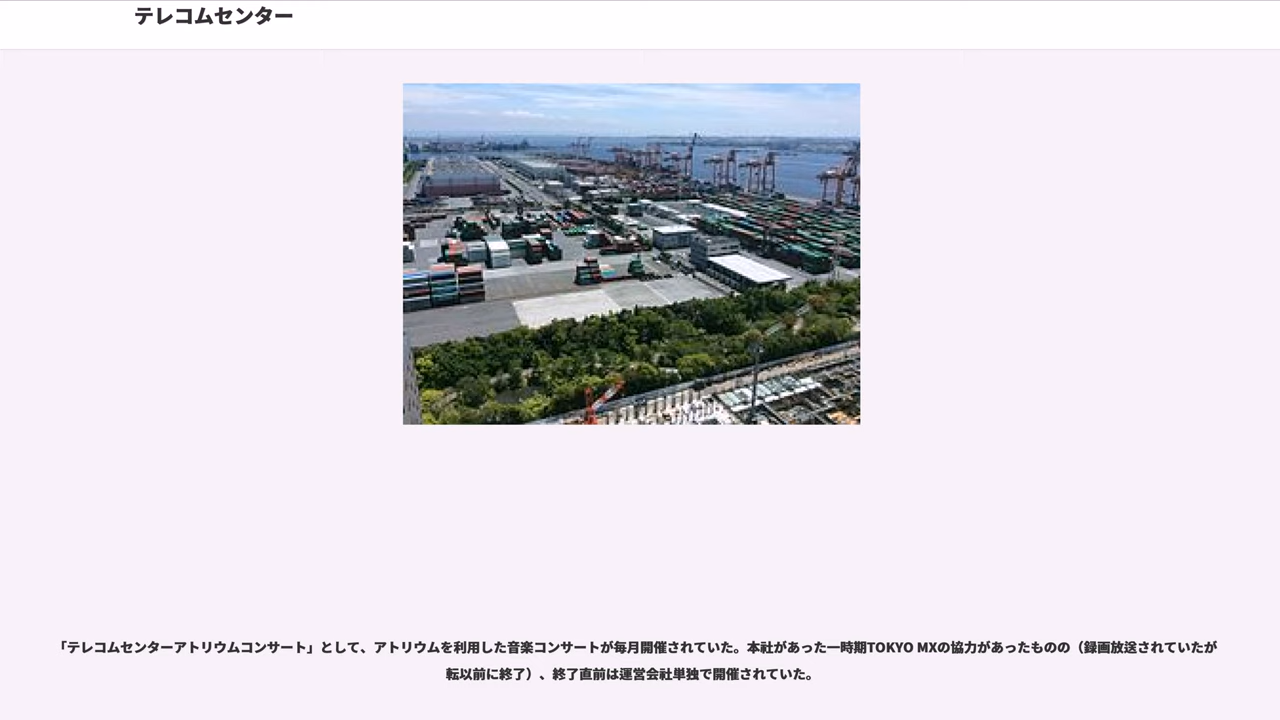 テレコムセンター
「テレコムセンターアトリウムコンサート」として、アトリウムを利用した音楽コンサートが毎月開催されていた。本社があった一時期TOKYO MXの協力があったものの（録画放送されていたが
転以前に終了）、終了直前は運営会社単独で開催されていた。